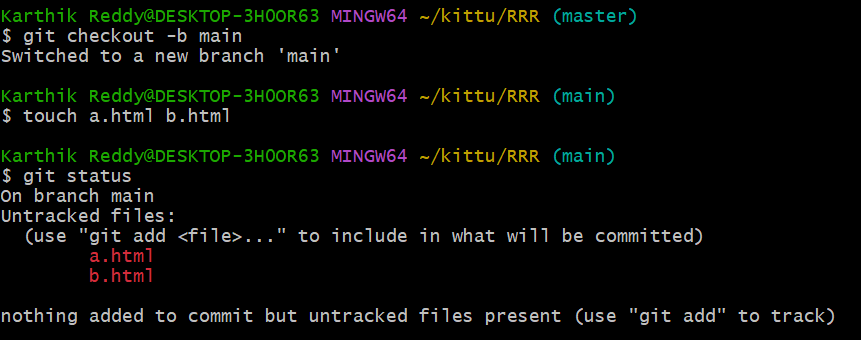 Karthik Reddy@DESKTOP-3HOOR63 MINGW64 ~/kittu/RRR (master)
$ git checkout -b main
Switched to a new branch 'main'
Karthik Reddy@DESKTOP-3HOOR63 MINGW64 ~/kittu/RRR (main)
$ touch a.html b.html
Karthik Reddy@DESKTOP-3HOOR63 MINGW64 ~/kittu/RRR (main)
$ git status
On branch main
Untracked files:
  (use "git add <file>..." to include in what will be committed)
        a.html
        b.html
nothing added to commit but untracked files present (use "git add" to track)